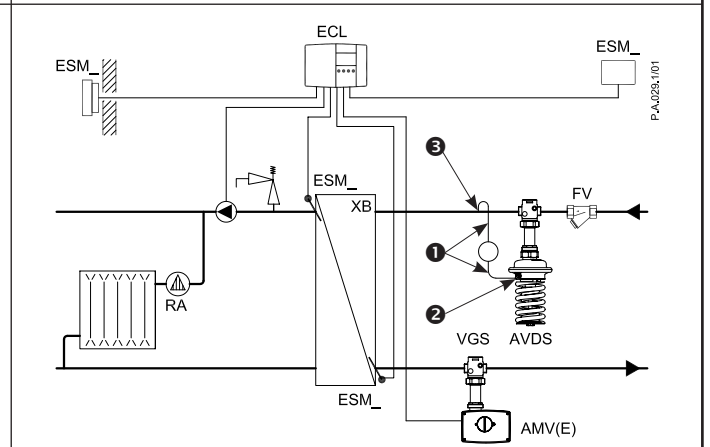 ECL
ESM_
ESM_
P.A.029.1/01
❸
ESM_
XB
FV
❶
RA
❷
VGS
AVDS
ESM_
AMV(E)